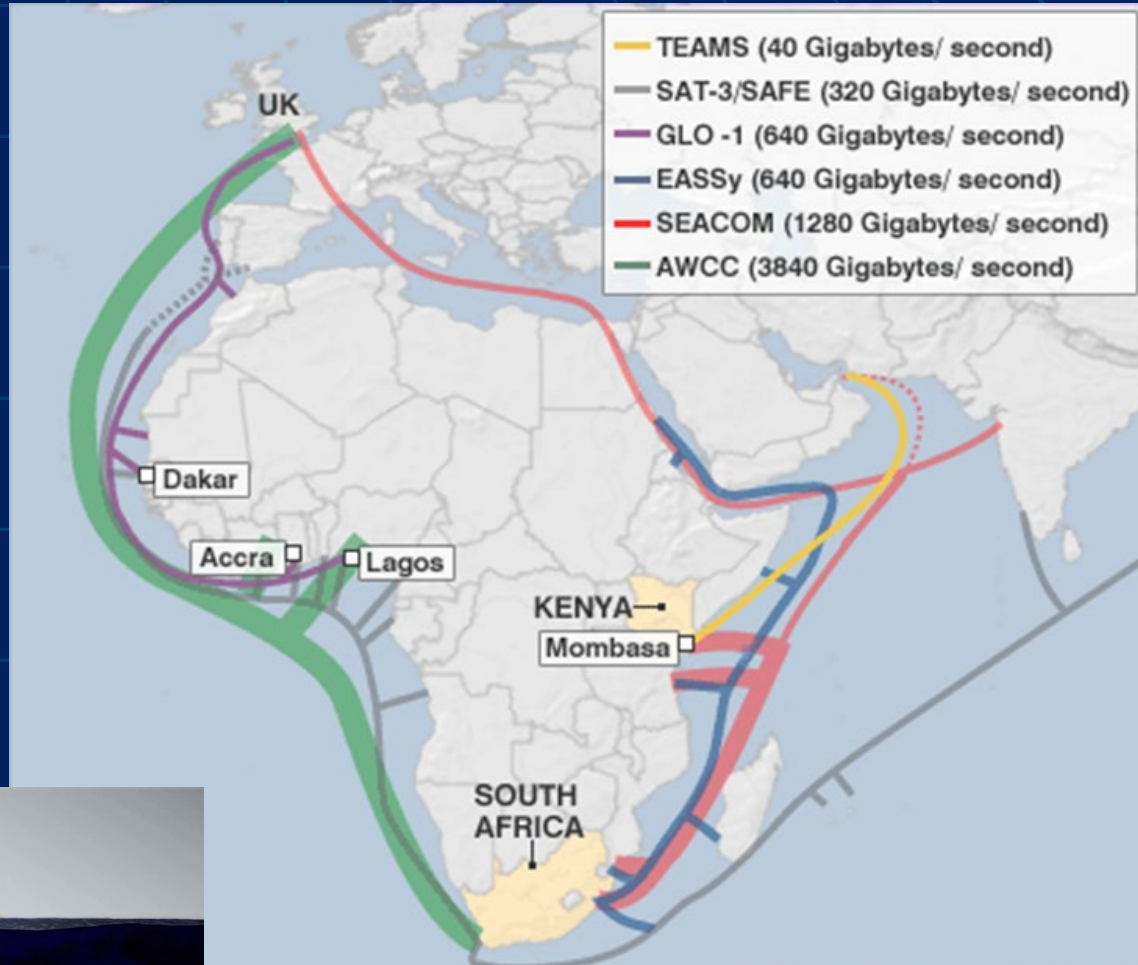 UK
TEAMS (40 Gigabytes/ second)
SAT-3/SAFE (320 Gigabytes/ second)
GLO -1 (640 Gigabytes/ second)
EASSy (640 Gigabytes/ second)
SEACOM (1280 Gigabytes/ second)
AWCC (3840 Gigabytes/ second)
Dakar
Accra
Lagos
KENYA
Mombasa
SOUTH
AFRICA